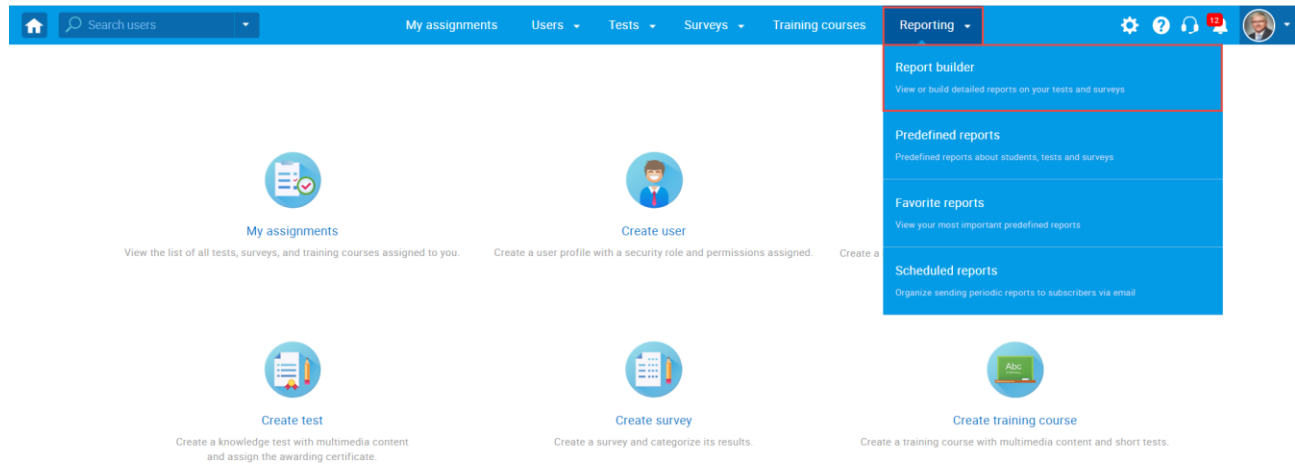 Search users
My assignments
Users
Tests
Surveys
Training courses
Reporting
12
Report builder
View or build detailed reports on your tests and surveys
Predefined reports
Predefined reports about students, tests and surveys
Favorite reports
View your most important predefined reports
Scheduled reports
Organize sending periodic reports to subscribers via email
My assignments
View the list of all tests, surveys, and training courses assigned to you.
Create user
Create a user profile with a security role and permissions assigned.
Create a
Create test
Create a knowledge test with multimedia content
and assign the awarding certificate.
Create survey
Create a survey and categorize its results.
Abc
Create training course
Create a training course with multimedia content and short tests.